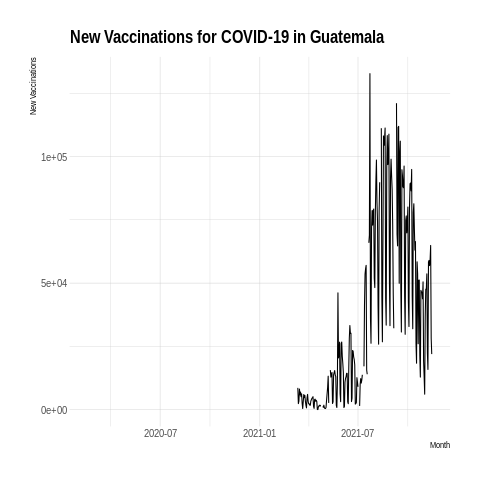 New Vaccinations for COVID-19 in Guatemala
New Vaccinations
1e+05
5e+04
0e+00
2020-07
2021-01
2021-07
Month